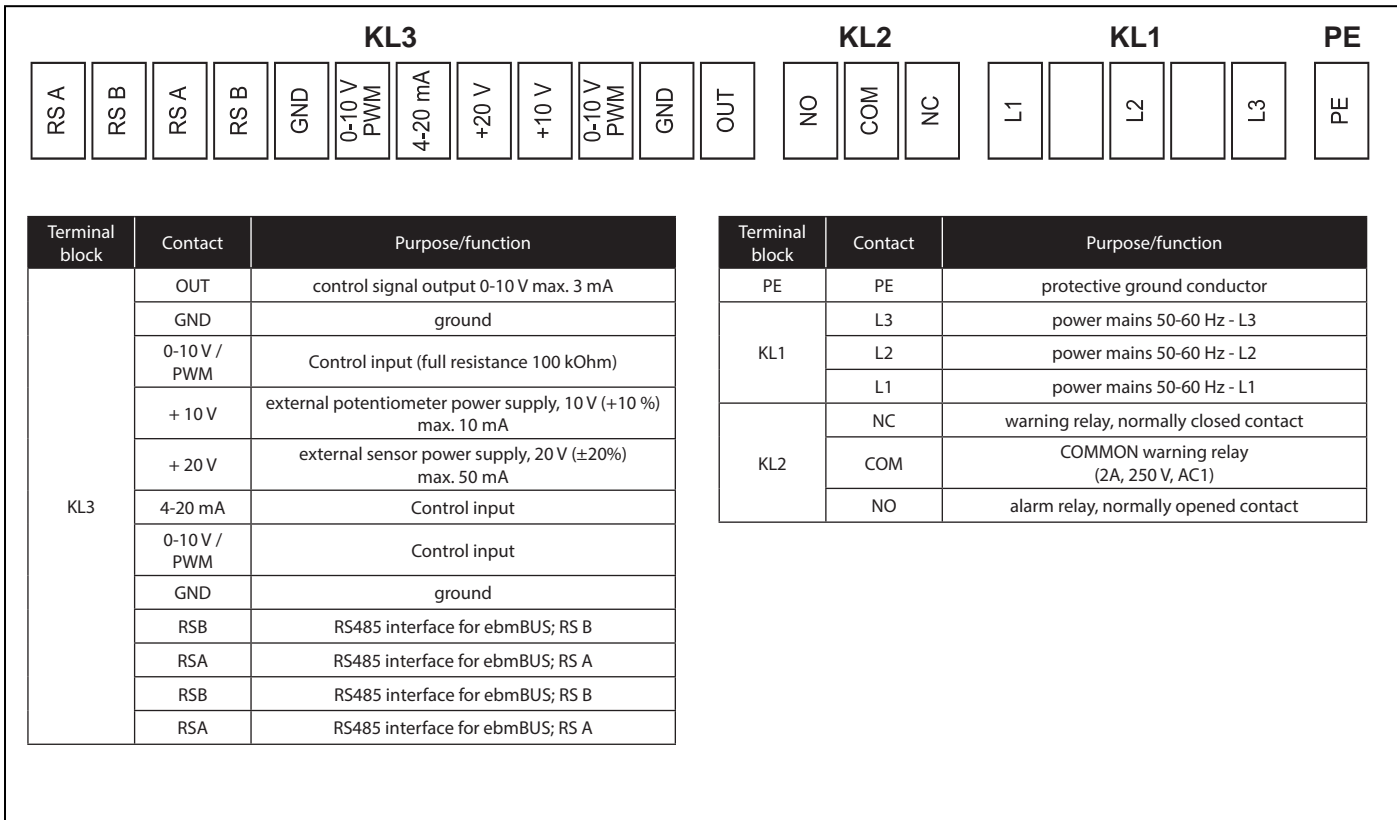 KL3 KL2 KL1 PE
RS A RS B RS A RS B GND 0-10 V PWM 4-20 mA +20 V +10 V 0-10 V PWM GND OUT NO COM NC L1 L2 L3 PE
Terminal block Contact Purpose/function
OUT control signal output 0-10 V max. 3 mA
GND ground
0-10 V / PWM Control input (full resistance 100 kOhm)
+ 10 V external potentiometer power supply, 10 V (+10 %) max. 10 mA
+ 20 V external sensor power supply, 20 V (±20%) max. 50 mA
KL3 4-20 mA Control input
0-10 V / PWM Control input
GND ground
RSB RS485 interface for ebmBUS; RS B
RSA RS485 interface for ebmBUS; RS A
RSB RS485 interface for ebmBUS; RS B
RSA RS485 interface for ebmBUS; RS A
Terminal block Contact Purpose/function
PE PE protective ground conductor
L3 power mains 50-60 Hz - L3
KL1 L2 power mains 50-60 Hz - L2
L1 power mains 50-60 Hz - L1
NC warning relay, normally closed contact
KL2 COM COMMON warning relay (2A, 250 V, AC1)
NO alarm relay, normally opened contact